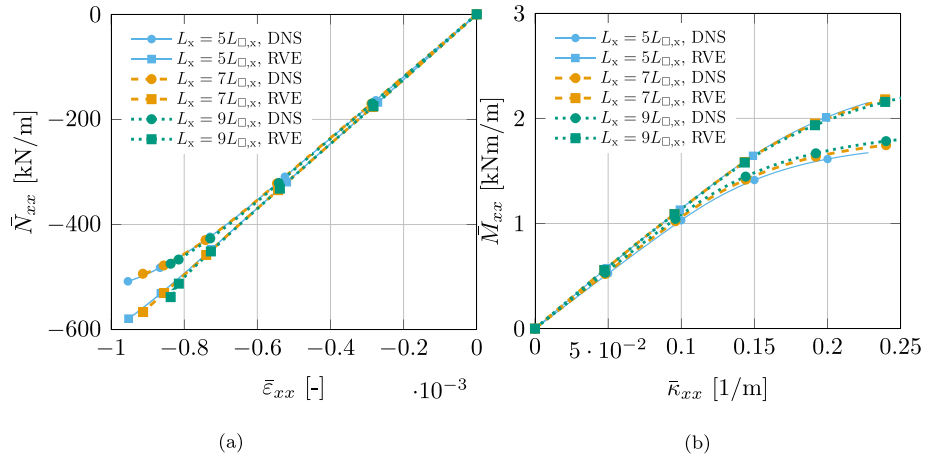 0
−200
−400
−600
N̄xx [kN/m]
Lx = 5L□,x, DNS
Lx = 5L□,x, RVE
Lx = 7L□,x, DNS
Lx = 7L□,x, RVE
Lx = 9L□,x, DNS
Lx = 9L□,x, RVE
−1 −0.8 −0.6 −0.4 −0.2 0
·10−3
ε̄xx [-]
(a)
3
2
1
0
M̄xx [kNm/m]
Lx = 5L□,x, DNS
Lx = 5L□,x, RVE
Lx = 7L□,x, DNS
Lx = 7L□,x, RVE
Lx = 9L□,x, DNS
Lx = 9L□,x, RVE
0 5 · 10−2 0.1 0.15 0.2 0.25
κ̄xx [1/m]
(b)